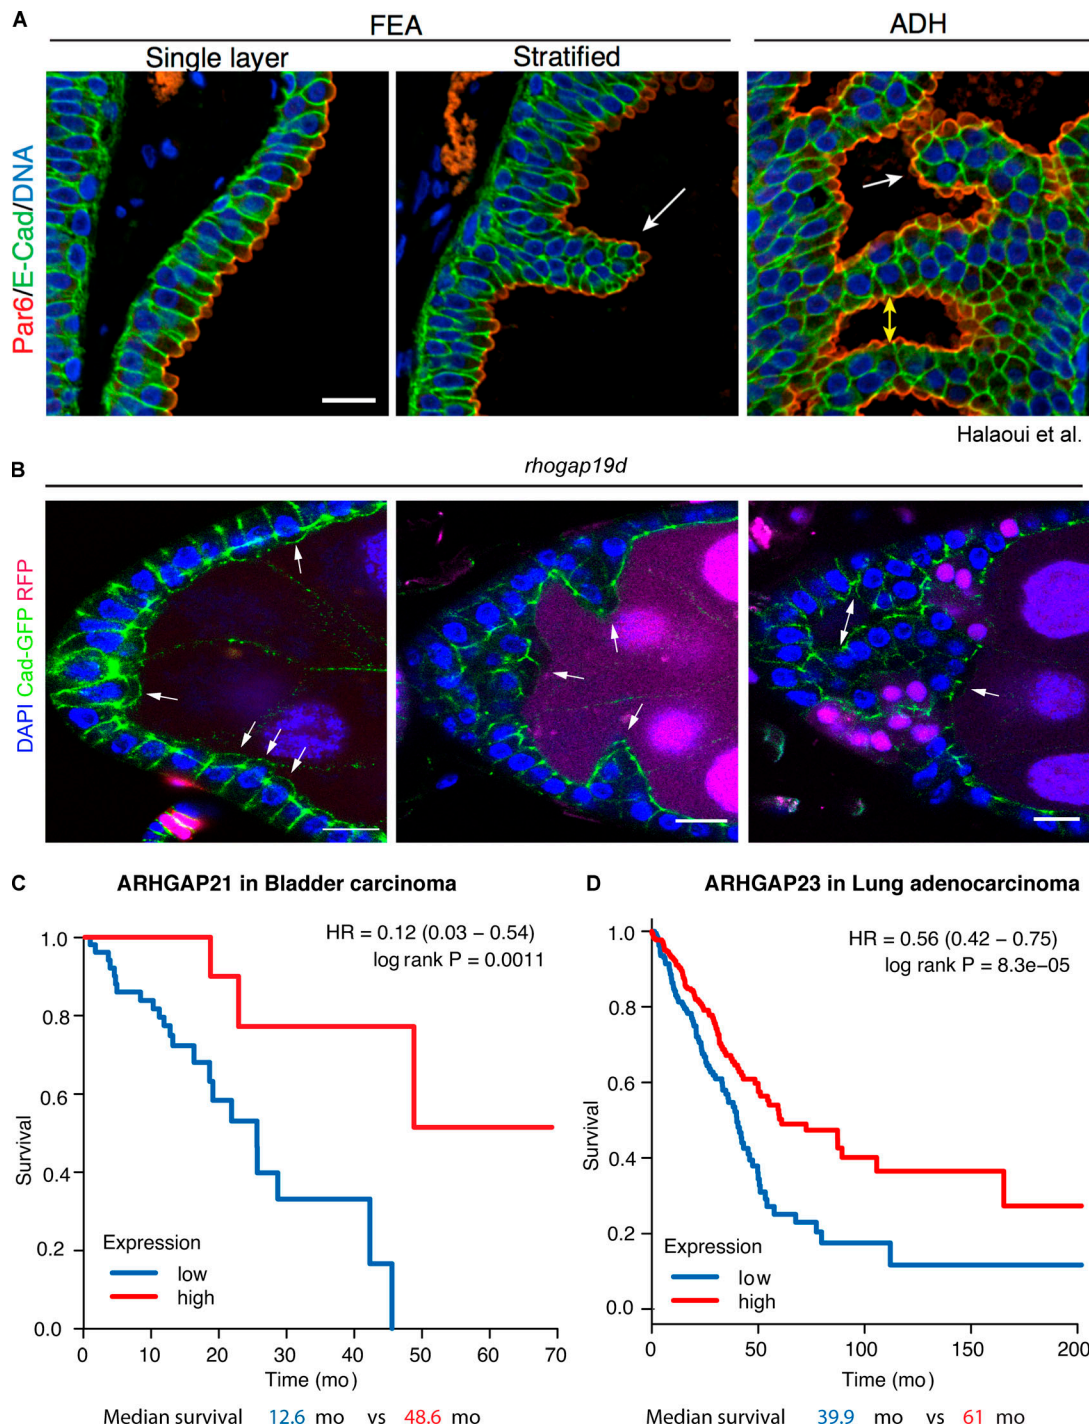 A
FEA
ADH
Single layer
Stratified
Par6/E-Cad/DNA
Halaoui et al.
B
rhogap19d
DAPI Cad-GFP RFP
C
ARHGAP21 in Bladder carcinoma
HR = 0.12 (0.03 – 0.54)
log rank P = 0.0011
1.0
0.8
0.6
0.4
0.2
0.0
Survival
Expression
low
high
0 10 20 30 40 50 60 70
Time (mo)
Median survival 12.6 mo vs 48.6 mo
D
ARHGAP23 in Lung adenocarcinoma
HR = 0.56 (0.42 – 0.75)
log rank P = 8.3e–05
1.0
0.8
0.6
0.4
0.2
0.0
Survival
Expression
low
high
0 50 100 150 200
Time (mo)
Median survival 39.9 mo vs 61 mo